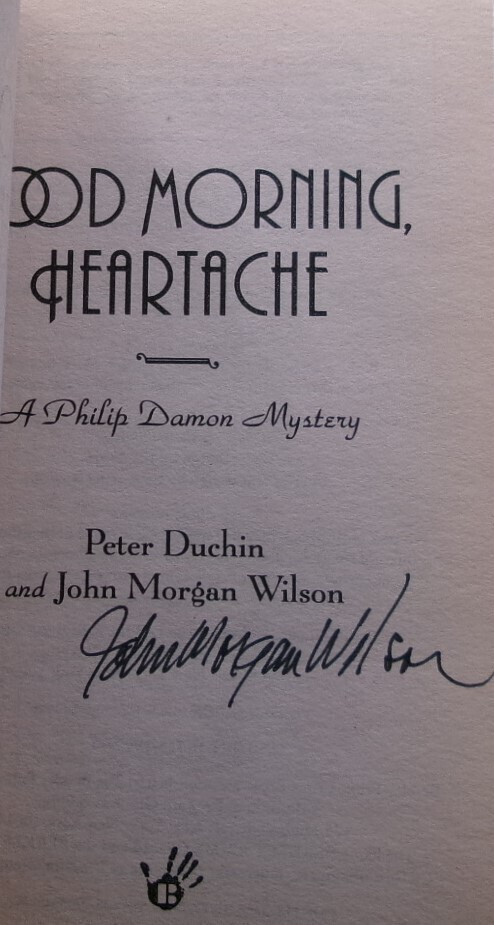 OOD MORNING,
HEARTACHE
A Philip Damon Mystery
Peter Duchin
and John Morgan Wilson
John Morgan Wilson
B